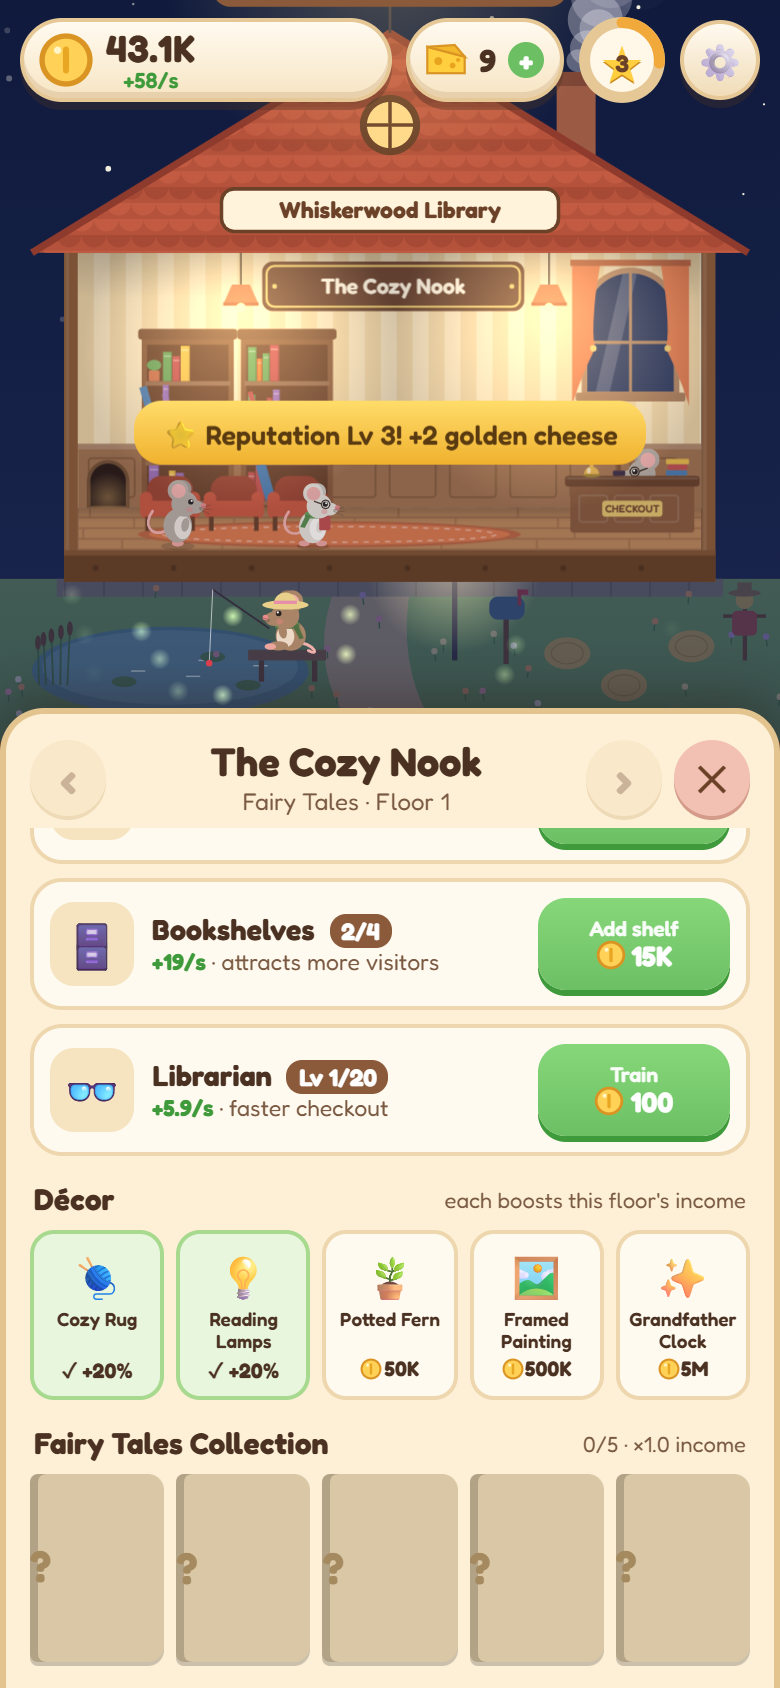 43.1K
+58/s
9
3
Whiskerwood Library
The Cozy Nook
Reputation Lv 3! +2 golden cheese
CHECKOUT
The Cozy Nook
Fairy Tales · Floor 1
Bookshelves 2/4
+19/s · attracts more visitors
Add shelf
15K
Librarian Lv 1/20
+5.9/s · faster checkout
Train
100
Décor
each boosts this floor's income
Cozy Rug
✓ +20%
Reading
Lamps
✓ +20%
Potted Fern
50K
Framed
Painting
500K
Grandfather
Clock
5M
Fairy Tales Collection
0/5 · ×1.0 income
? ? ? ? ?